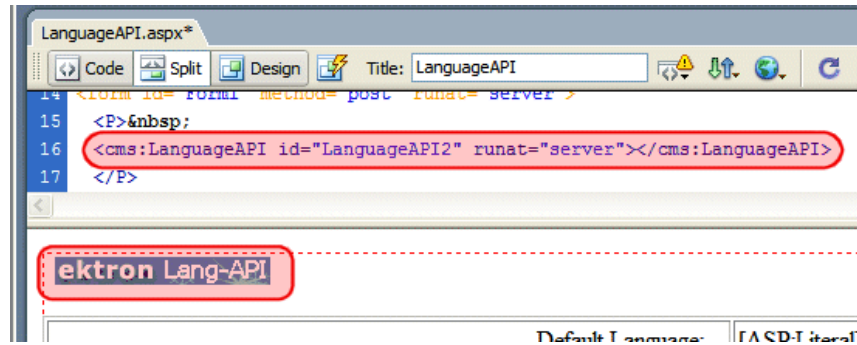 LanguageAPI.aspx*
Code Split Design Title: LanguageAPI
14 <form id="Form1" method="post" runat="server">
15 <P>&nbsp;
16 <cms:LanguageAPI id="LanguageAPI2" runat="server"></cms:LanguageAPI>
17 </P>
ektron Lang-API
Default Language: [ASP:Literal